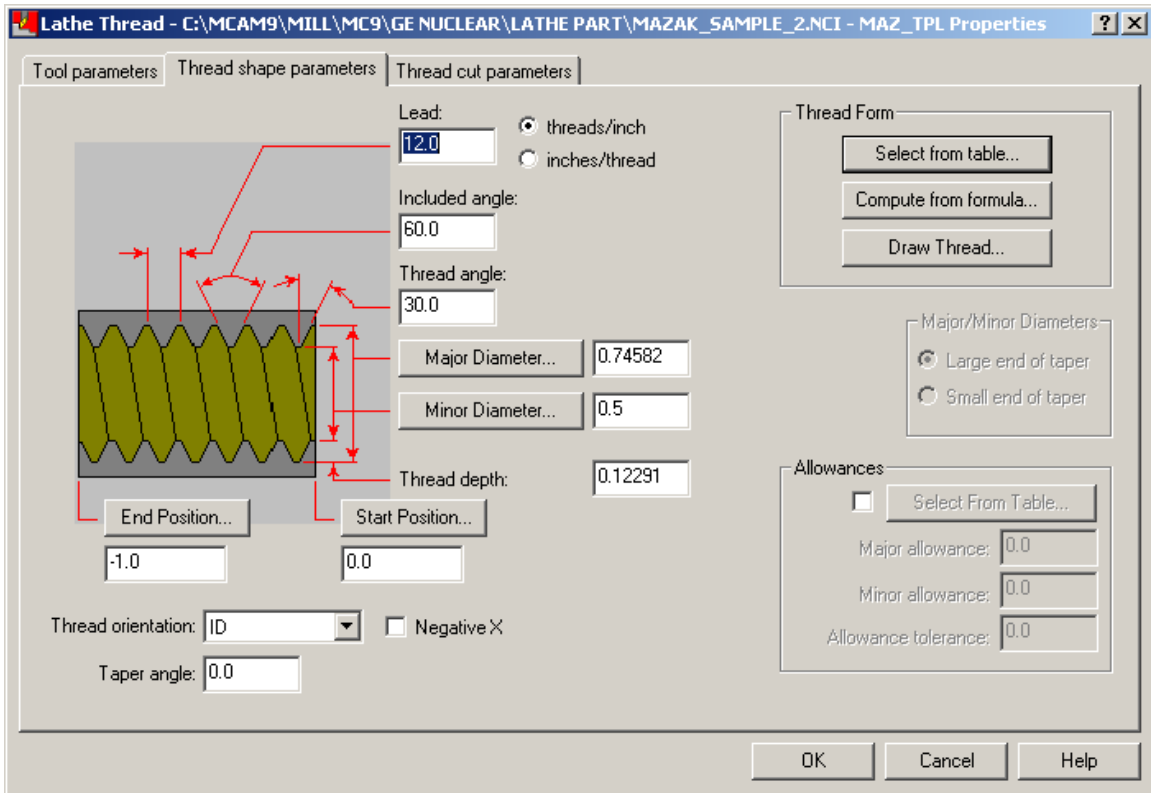 Lathe Thread - C:\MCAM9\MILL\MC9\GE NUCLEAR\LATHE PART\MAZAK_SAMPLE_2.NCI - MAZ_TPL Properties
Tool parameters Thread shape parameters Thread cut parameters
Lead:
12.0
threads/inch
inches/thread
Included angle:
60.0
Thread angle:
30.0
Major Diameter... 0.74582
Minor Diameter... 0.5
Thread depth: 0.12291
End Position... Start Position...
-1.0 0.0
Thread orientation: ID Negative X
Taper angle: 0.0
Thread Form
Select from table...
Compute from formula...
Draw Thread...
Major/Minor Diameters
Large end of taper
Small end of taper
Allowances
Select From Table...
Major allowance: 0.0
Minor allowance: 0.0
Allowance tolerance: 0.0
OK Cancel Help